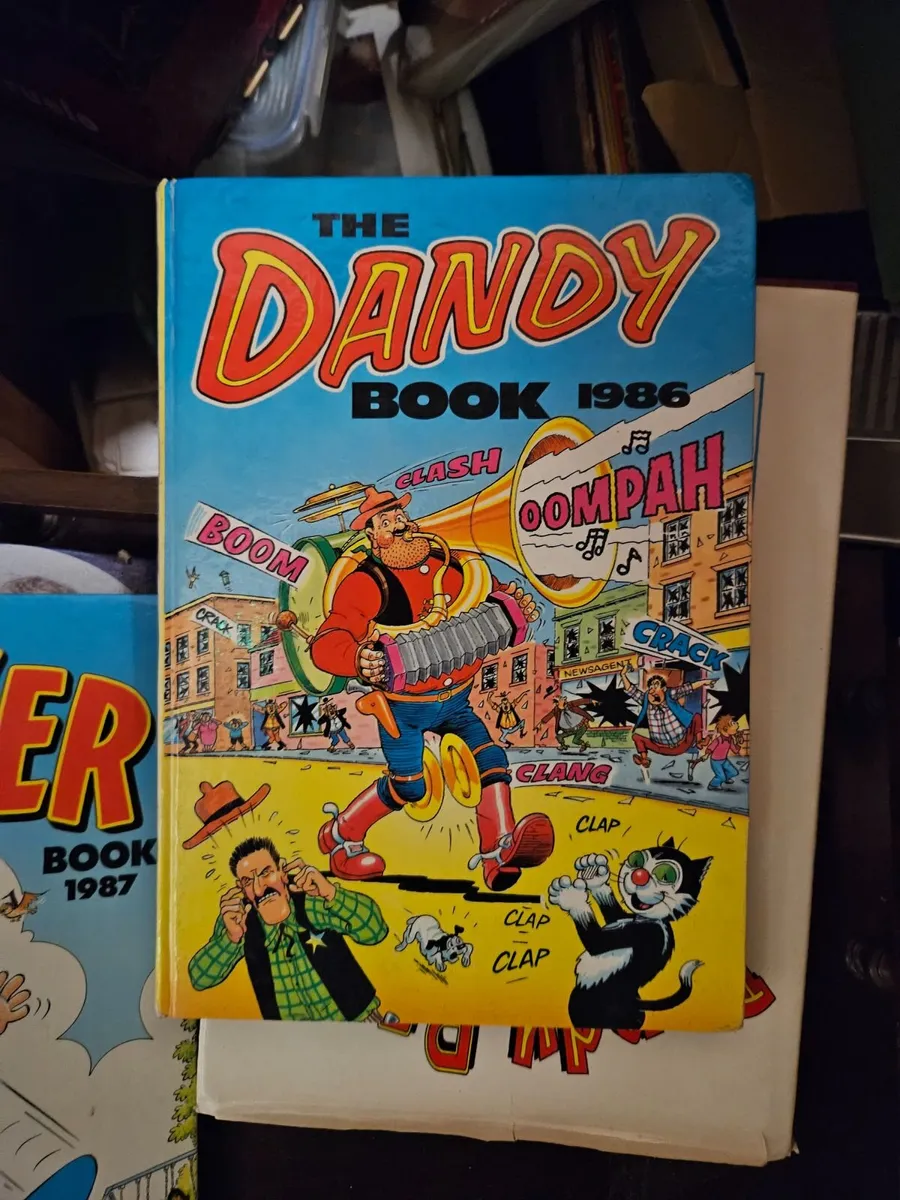 THE
DANDY
BOOK 1986
CLASH
OOMPAH
BOOM
CRACK
CRACK
NEWSAGENT
CLANG
CLAP
CLAP
CLAP
ER
BOOK
1987